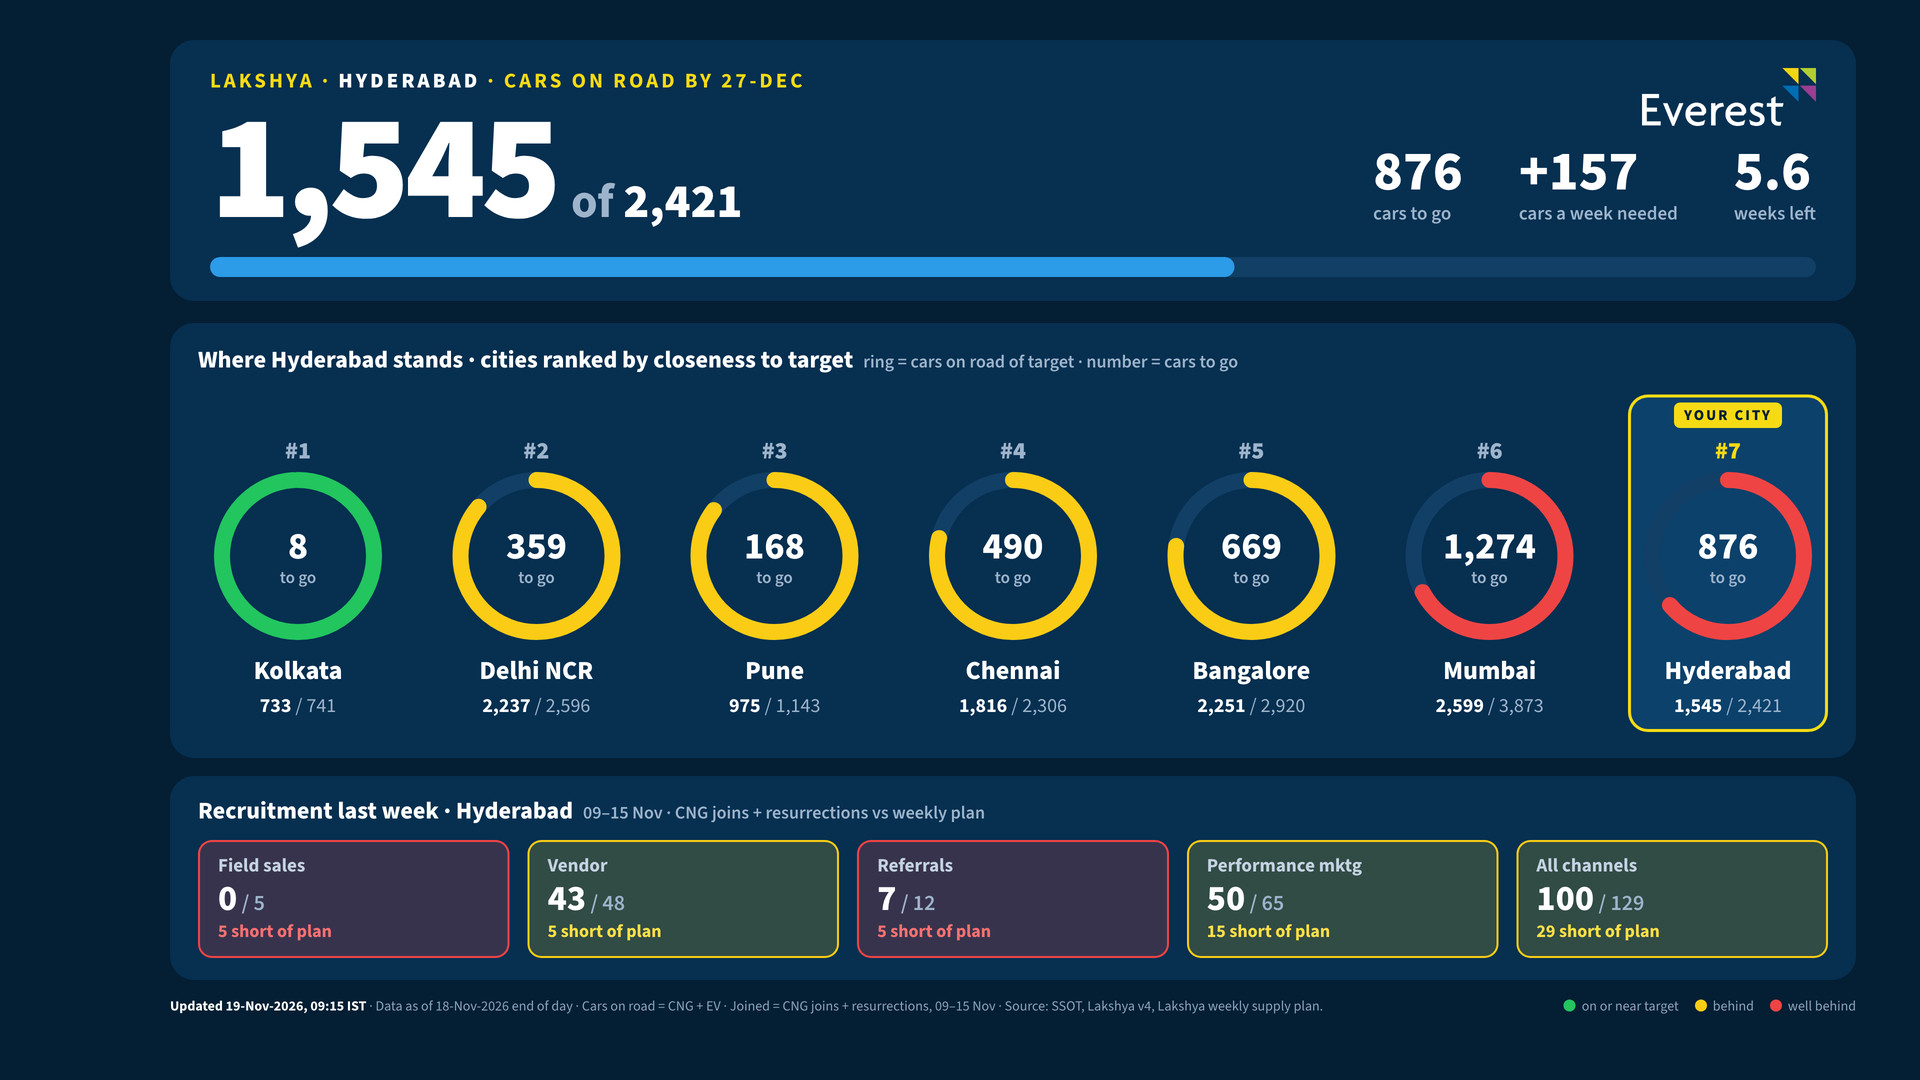 LAKSHYA · HYDERABAD · CARS ON ROAD BY 27-DEC
Everest
1,545 of 2,421
876
cars to go
+157
cars a week needed
5.6
weeks left
Where Hyderabad stands · cities ranked by closeness to target ring = cars on road of target · number = cars to go
YOUR CITY
#1
8
to go
Kolkata
733 / 741
#2
359
to go
Delhi NCR
2,237 / 2,596
#3
168
to go
Pune
975 / 1,143
#4
490
to go
Chennai
1,816 / 2,306
#5
669
to go
Bangalore
2,251 / 2,920
#6
1,274
to go
Mumbai
2,599 / 3,873
#7
876
to go
Hyderabad
1,545 / 2,421
Recruitment last week · Hyderabad 09–15 Nov · CNG joins + resurrections vs weekly plan
Field sales
0 / 5
5 short of plan
Vendor
43 / 48
5 short of plan
Referrals
7 / 12
5 short of plan
Performance mktg
50 / 65
15 short of plan
All channels
100 / 129
29 short of plan
Updated 19-Nov-2026, 09:15 IST · Data as of 18-Nov-2026 end of day · Cars on road = CNG + EV · Joined = CNG joins + resurrections, 09–15 Nov · Source: SSOT, Lakshya v4, Lakshya weekly supply plan.
on or near target
behind
well behind